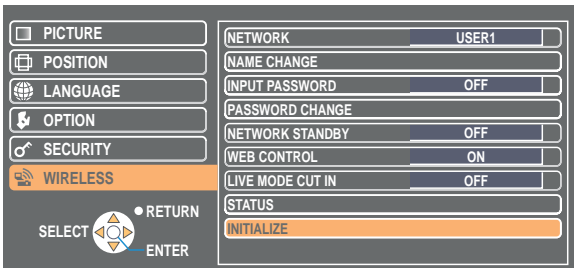 PICTURE
POSITION
LANGUAGE
OPTION
SECURITY
WIRELESS
RETURN
SELECT
ENTER
NETWORK USER1
NAME CHANGE
INPUT PASSWORD OFF
PASSWORD CHANGE
NETWORK STANDBY OFF
WEB CONTROL ON
LIVE MODE CUT IN OFF
STATUS
INITIALIZE